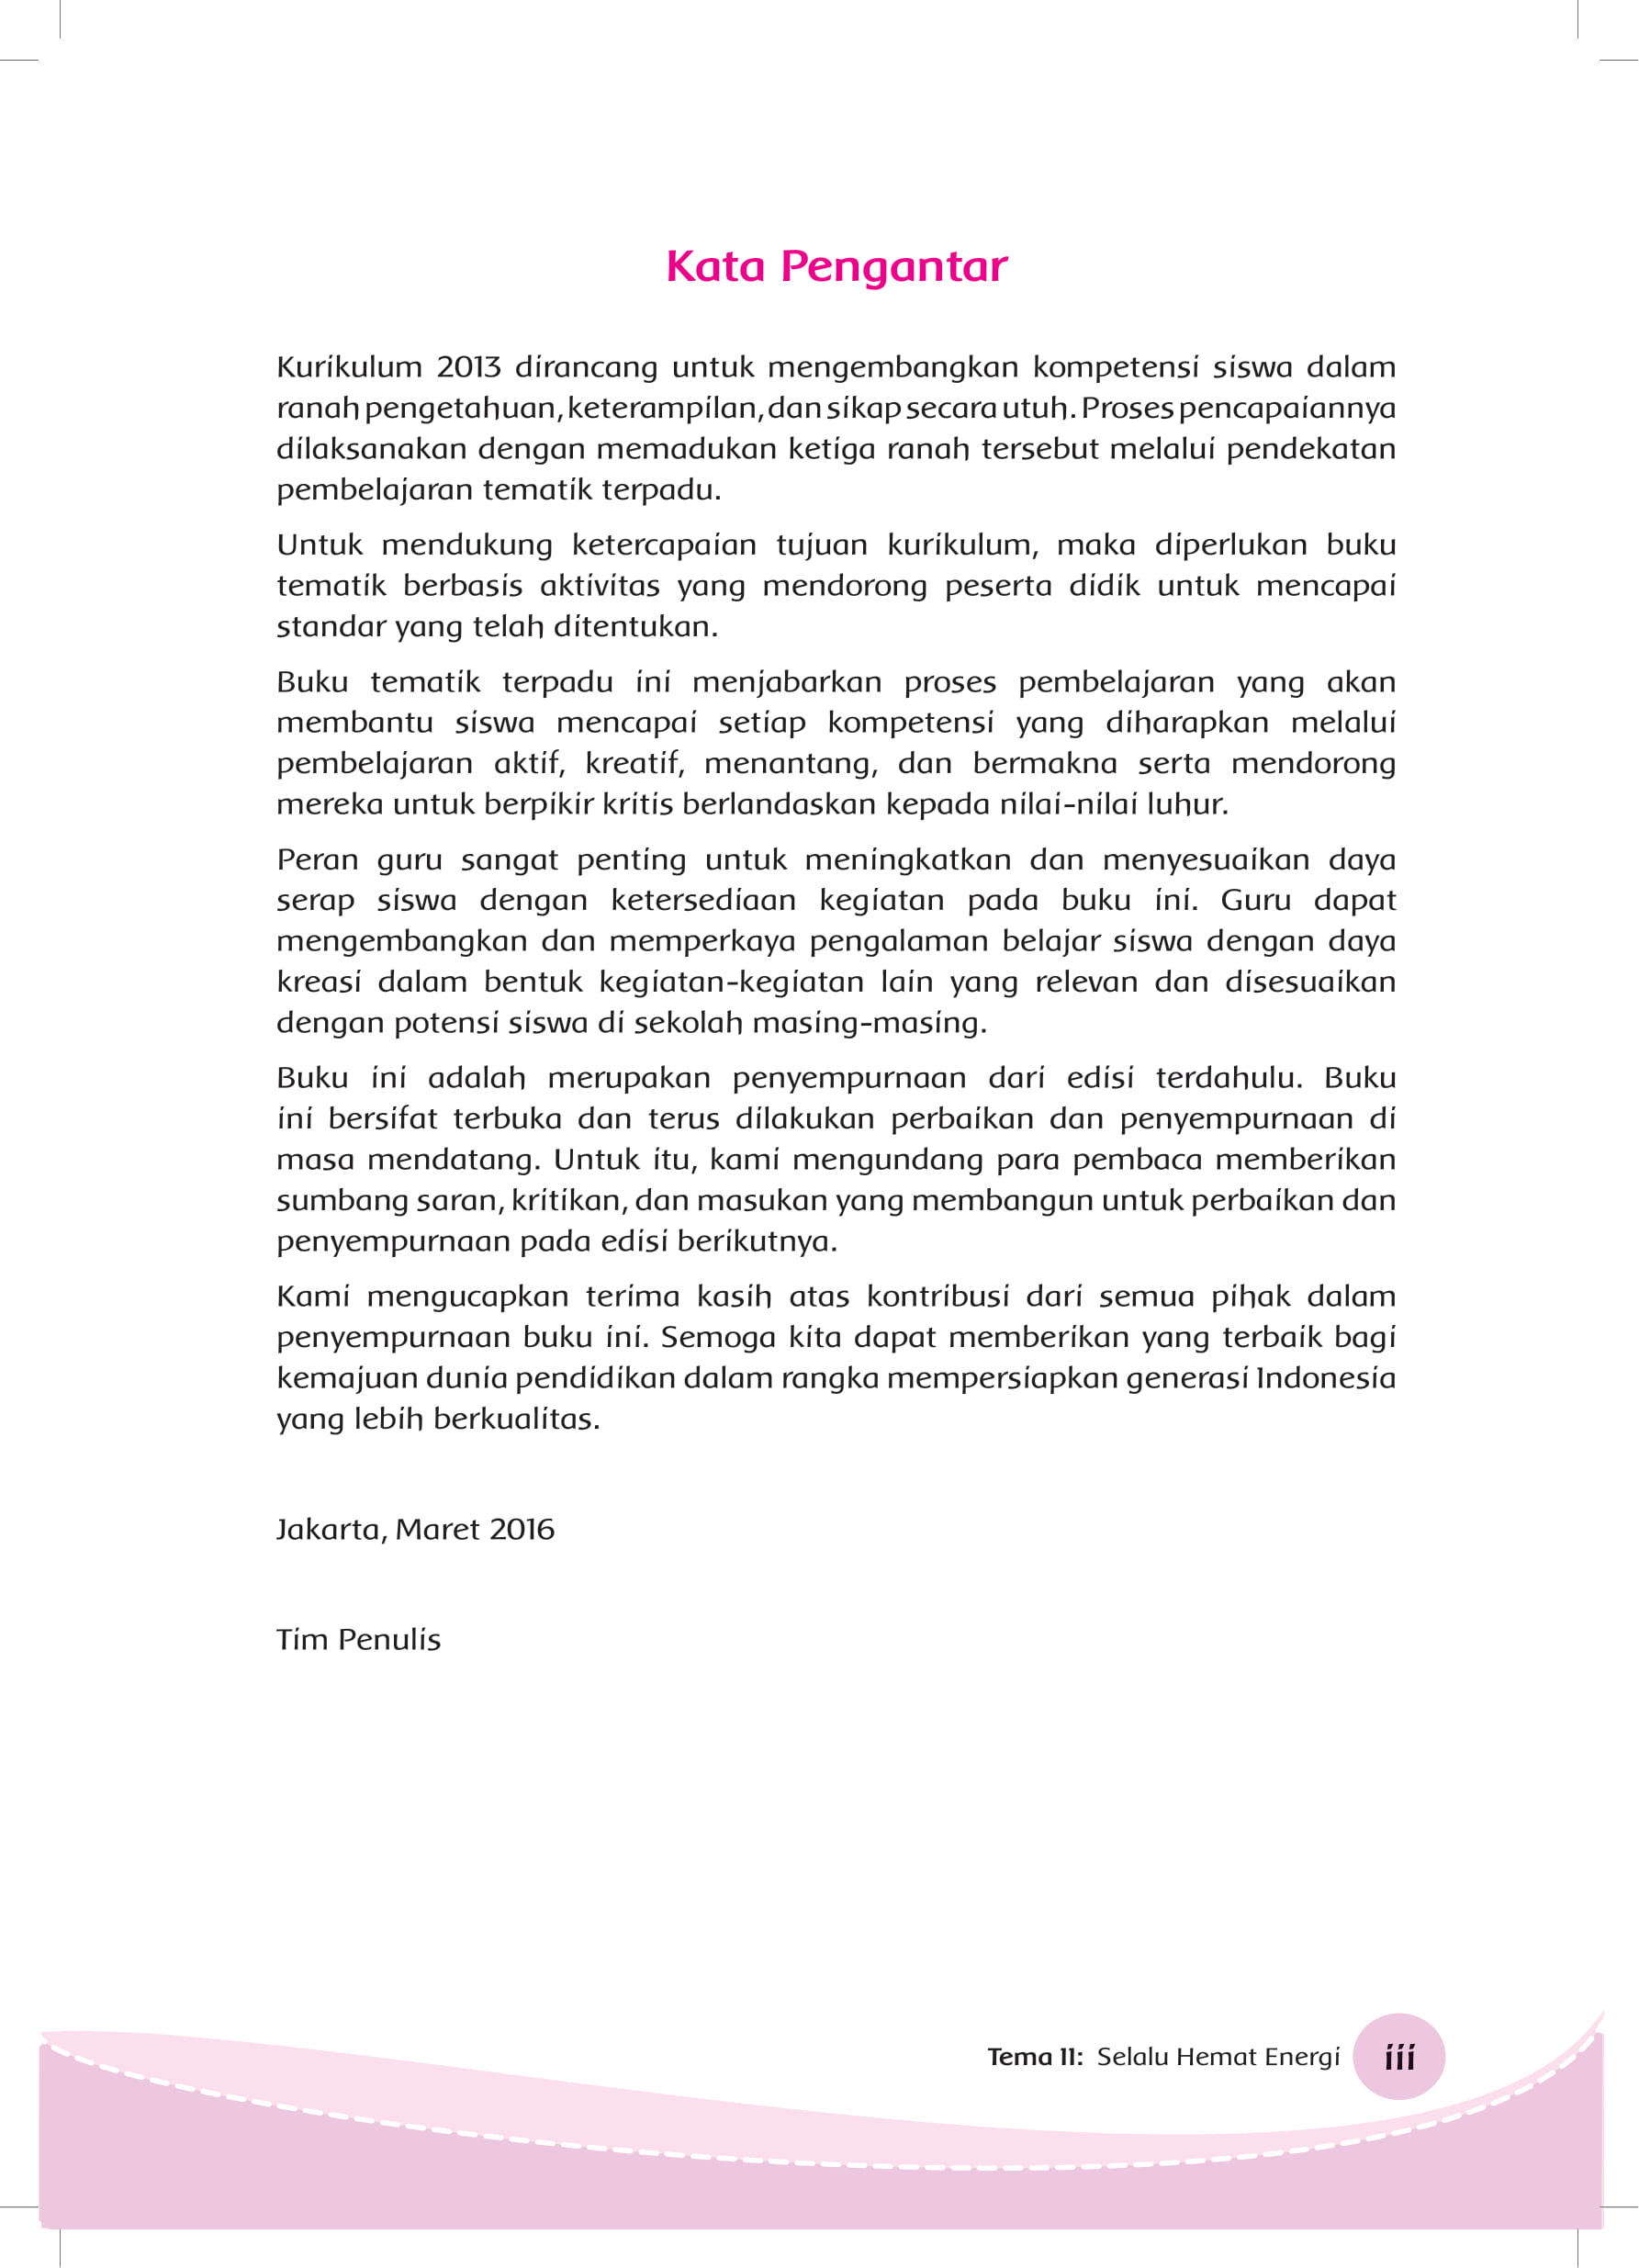 Kata Pengantar
Kurikulum 2013 dirancang untuk mengembangkan kompetensi siswa dalam
ranah pengetahuan, keterampilan, dan sikap secara utuh. Proses pencapaiannya
dilaksanakan dengan memadukan ketiga ranah tersebut melalui pendekatan
pembelajaran tematik terpadu.
Untuk mendukung ketercapaian tujuan kurikulum, maka diperlukan buku
tematik berbasis aktivitas yang mendorong peserta didik untuk mencapai
standar yang telah ditentukan.
Buku tematik terpadu ini menjabarkan proses pembelajaran yang akan
membantu siswa mencapai setiap kompetensi yang diharapkan melalui
pembelajaran aktif, kreatif, menantang, dan bermakna serta mendorong
mereka untuk berpikir kritis berlandaskan kepada nilai-nilai luhur.
Peran guru sangat penting untuk meningkatkan dan menyesuaikan daya
serap siswa dengan ketersediaan kegiatan pada buku ini. Guru dapat
mengembangkan dan memperkaya pengalaman belajar siswa dengan daya
kreasi dalam bentuk kegiatan-kegiatan lain yang relevan dan disesuaikan
dengan potensi siswa di sekolah masing-masing.
Buku ini adalah merupakan penyempurnaan dari edisi terdahulu. Buku
ini bersifat terbuka dan terus dilakukan perbaikan dan penyempurnaan di
masa mendatang. Untuk itu, kami mengundang para pembaca memberikan
sumbang saran, kritikan, dan masukan yang membangun untuk perbaikan dan
penyempurnaan pada edisi berikutnya.
Kami mengucapkan terima kasih atas kontribusi dari semua pihak dalam
penyempurnaan buku ini. Semoga kita dapat memberikan yang terbaik bagi
kemajuan dunia pendidikan dalam rangka mempersiapkan generasi Indonesia
yang lebih berkualitas.
Jakarta, Maret 2016
Tim Penulis
Tema 11: Selalu Hemat Energi iii